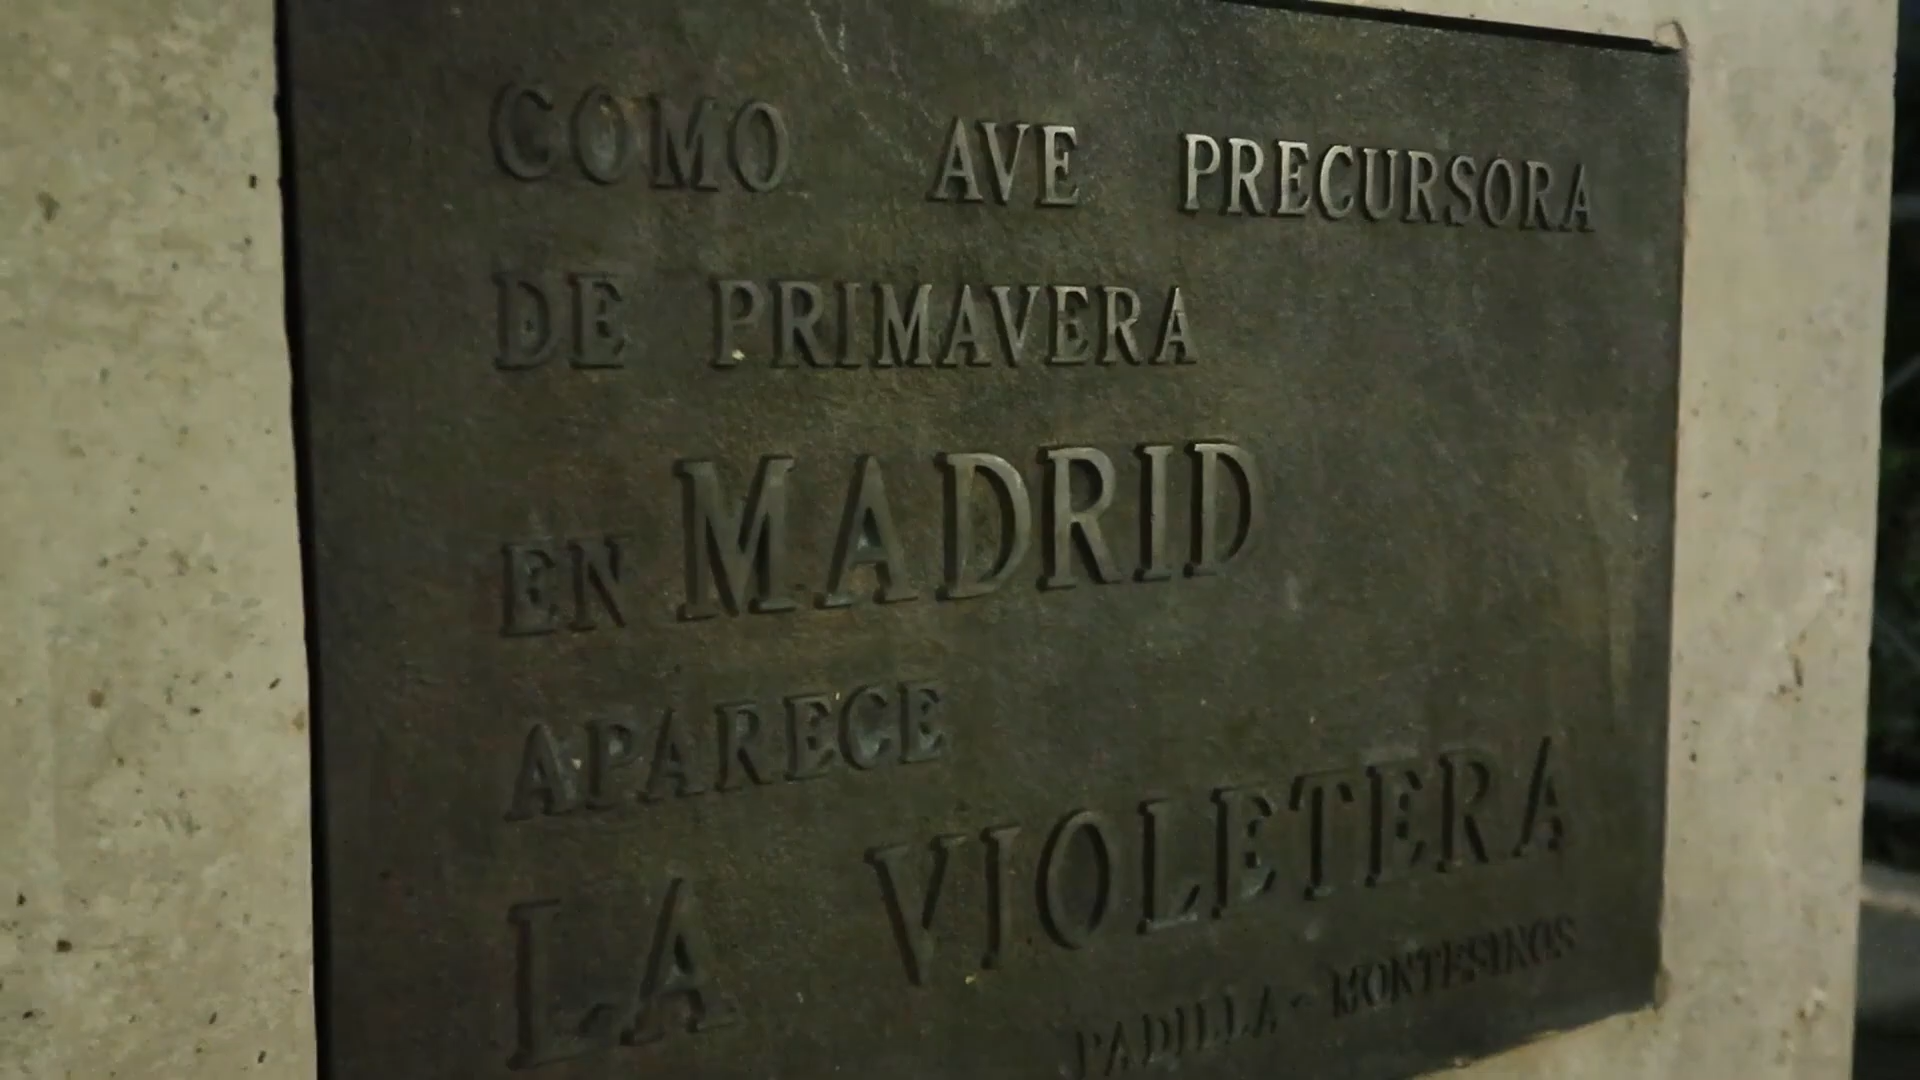 COMO AVE PRECURSORA
DE PRIMAVERA
EN MADRID
APARECE
LA VIOLETERA
PADILLA - MONTESINOS